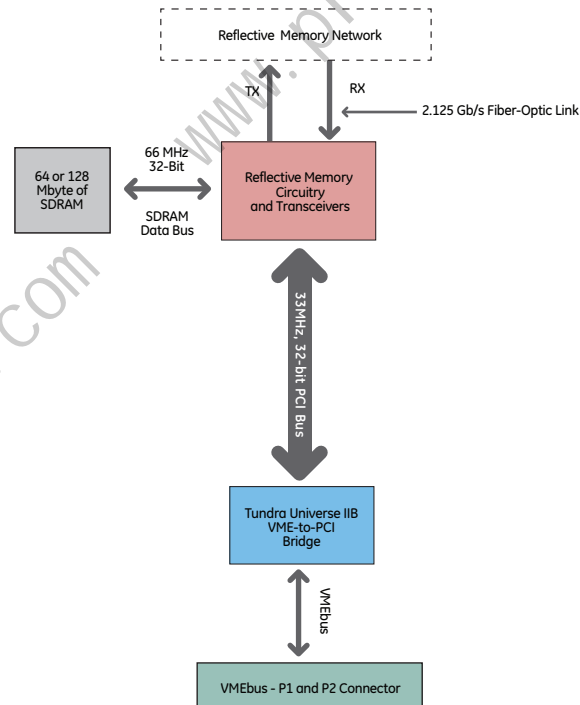 Reflective Memory Network
TX
RX
2.125 Gb/s Fiber-Optic Link
66 MHz
32-Bit
64 or 128
Mbyte of
SDRAM
SDRAM
Data Bus
Reflective Memory
Circuitry
and Transceivers
33MHz, 32-bit PCI Bus
Tundra Universe IIB
VME-to-PCI
Bridge
VMEbus
VMEbus - P1 and P2 Connector
www. p
com